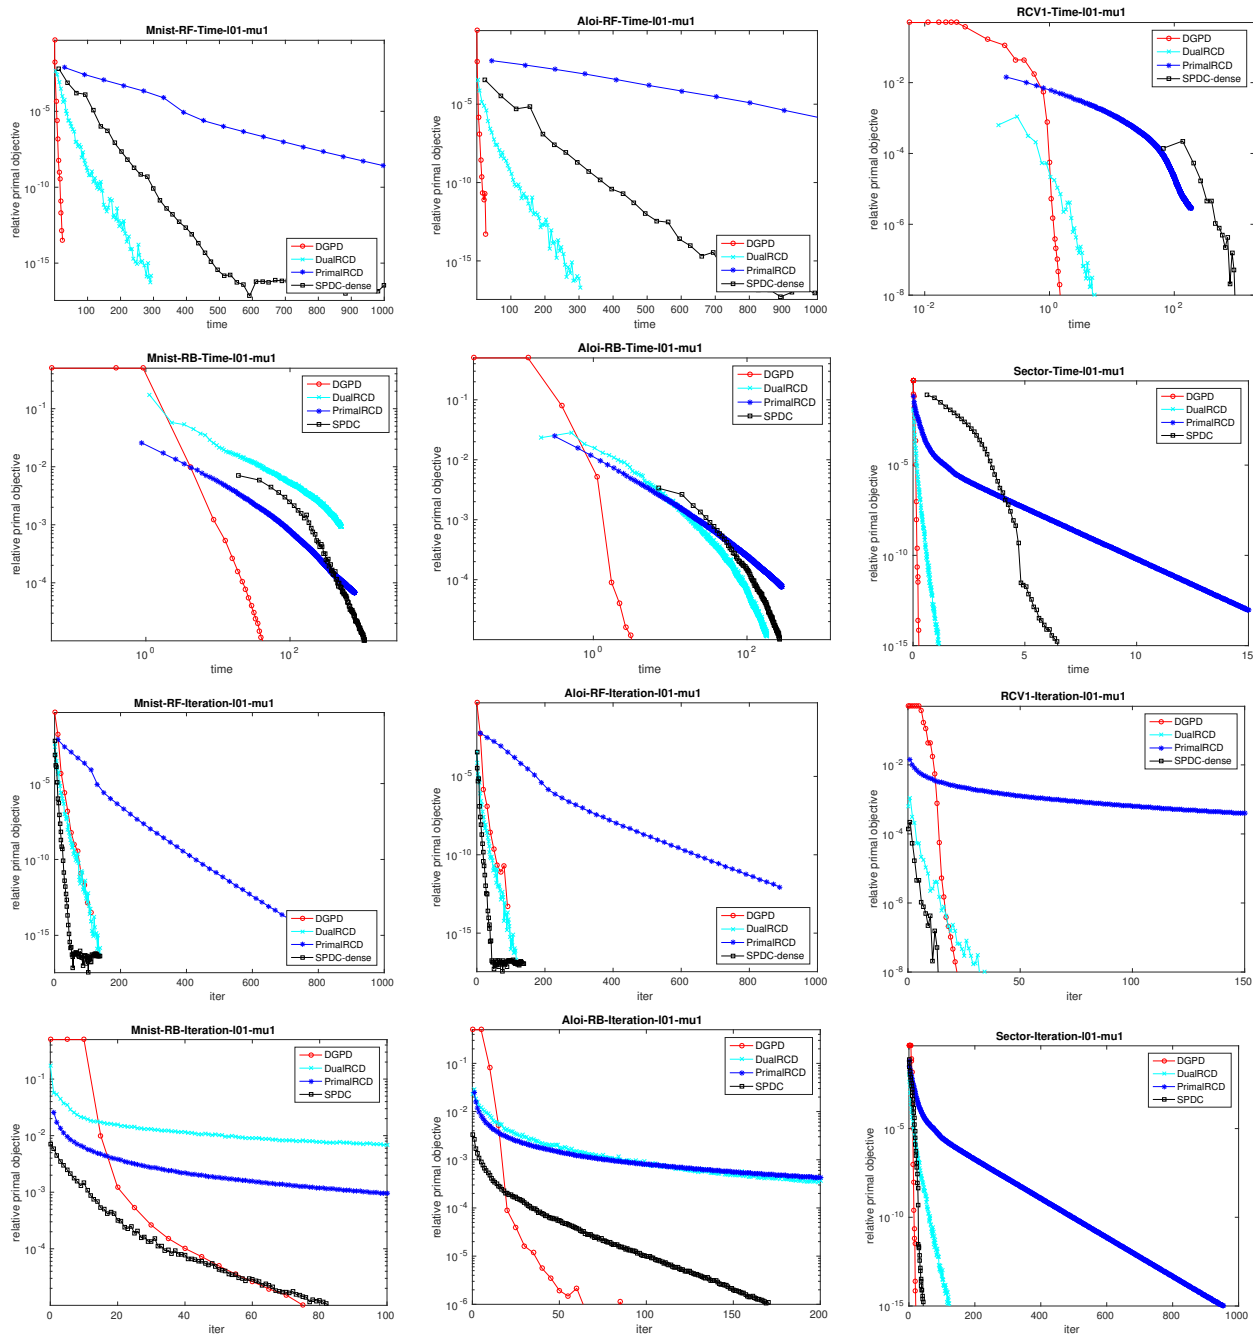 Mnist-RF-Time-l01-mu1
relative primal objective
10^-5
10^-10
10^-15
DGPD
DualRCD
PrimalRCD
SPDC-dense
100 200 300 400 500 600 700 800 900 1000
time
Aloi-RF-Time-l01-mu1
relative primal objective
10^-5
10^-10
10^-15
DGPD
DualRCD
PrimalRCD
SPDC-dense
100 200 300 400 500 600 700 800 900 1000
time
RCV1-Time-l01-mu1
relative primal objective
10^-2
10^-4
10^-6
10^-8
DGPD
DualRCD
PrimalRCD
SPDC-dense
10^-2 10^0 10^2
time
Mnist-RB-Time-l01-mu1
relative primal objective
10^-1
10^-2
10^-3
10^-4
DGPD
DualRCD
PrimalRCD
SPDC
10^0 10^2
time
Aloi-RB-Time-l01-mu1
relative primal objective
10^-1
10^-2
10^-3
10^-4
DGPD
DualRCD
PrimalRCD
SPDC
10^0 10^2
time
Sector-Time-l01-mu1
relative primal objective
10^-5
10^-10
10^-15
DGPD
DualRCD
PrimalRCD
SPDC
0 5 10 15
time
Mnist-RF-Iteration-l01-mu1
relative primal objective
10^-5
10^-10
10^-15
DGPD
DualRCD
PrimalRCD
SPDC-dense
0 200 400 600 800 1000
iter
Aloi-RF-Iteration-l01-mu1
relative primal objective
10^-5
10^-10
10^-15
DGPD
DualRCD
PrimalRCD
SPDC-dense
0 200 400 600 800 1000
iter
RCV1-Iteration-l01-mu1
relative primal objective
10^-2
10^-4
10^-6
10^-8
DGPD
DualRCD
PrimalRCD
SPDC-dense
0 50 100 150
iter
Mnist-RB-Iteration-l01-mu1
relative primal objective
10^-1
10^-2
10^-3
10^-4
DGPD
DualRCD
PrimalRCD
SPDC
0 20 40 60 80 100
iter
Aloi-RB-Iteration-l01-mu1
relative primal objective
10^-1
10^-2
10^-3
10^-4
10^-5
10^-6
DGPD
DualRCD
PrimalRCD
SPDC
0 50 100 150 200
iter
Sector-Iteration-l01-mu1
relative primal objective
10^-5
10^-10
10^-15
DGPD
DualRCD
PrimalRCD
SPDC
0 200 400 600 800 1000
iter